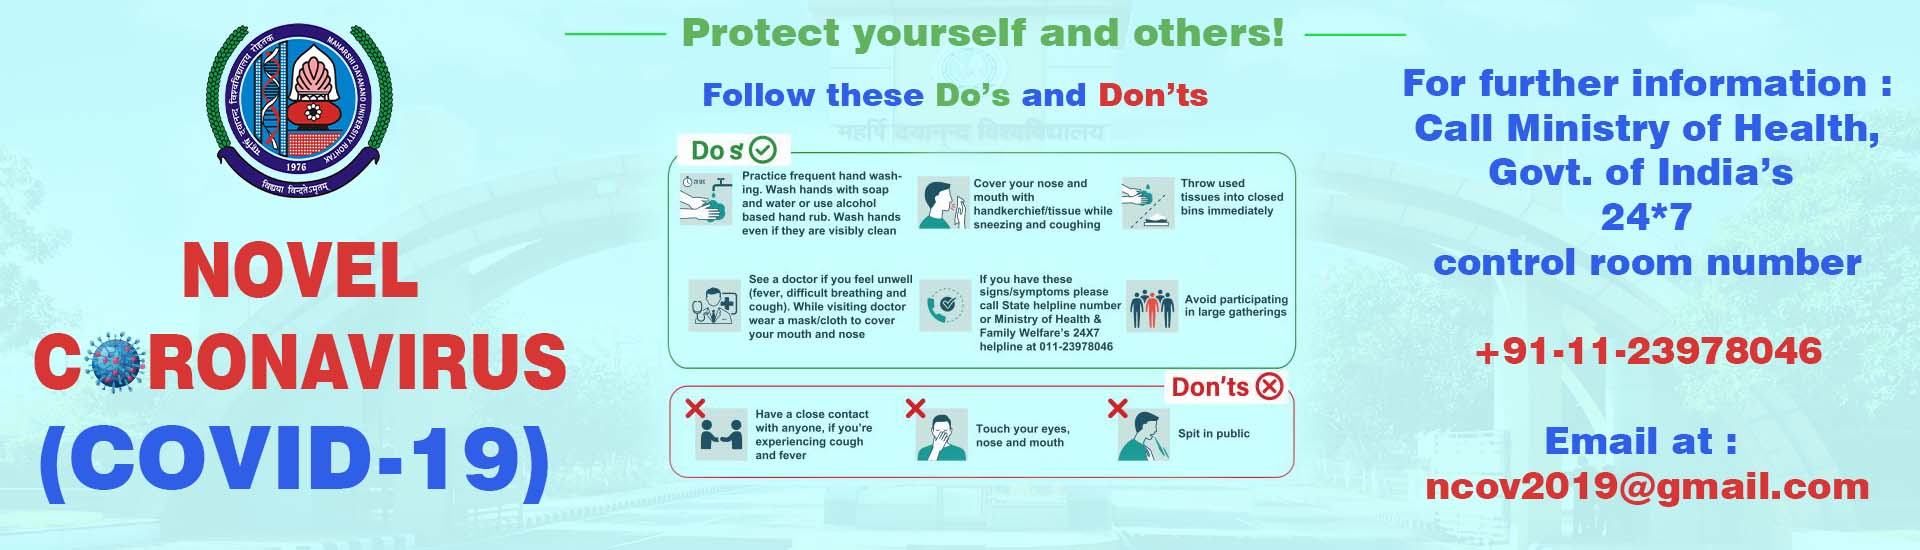 महर्षि दयानन्द विश्वविद्यालय रोहतक
MAHARSHI DAYANAND UNIVERSITY ROHTAK
1976
विद्यया विन्दतेऽमृतम्
NOVEL
CORONAVIRUS
(COVID-19)
Protect yourself and others!
Follow these Do's and Don'ts
महर्षि दयानन्द विश्वविद्यालय
Do s'
20 SEC
Practice frequent hand wash-
ing. Wash hands with soap
and water or use alcohol
based hand rub. Wash hands
even if they are visibly clean
Cover your nose and
mouth with
handkerchief/tissue while
sneezing and coughing
Throw used
tissues into closed
bins immediately
See a doctor if you feel unwell
(fever, difficult breathing and
cough). While visiting doctor
wear a mask/cloth to cover
your mouth and nose
If you have these
signs/symptoms please
call State helpline number
or Ministry of Health &
Family Welfare's 24X7
helpline at 011-23978046
Avoid participating
in large gatherings
Don'ts
Have a close contact
with anyone, if you're
experiencing cough
and fever
Touch your eyes,
nose and mouth
Spit in public
For further information :
Call Ministry of Health,
Govt. of India's
24*7
control room number
+91-11-23978046
Email at :
ncov2019@gmail.com